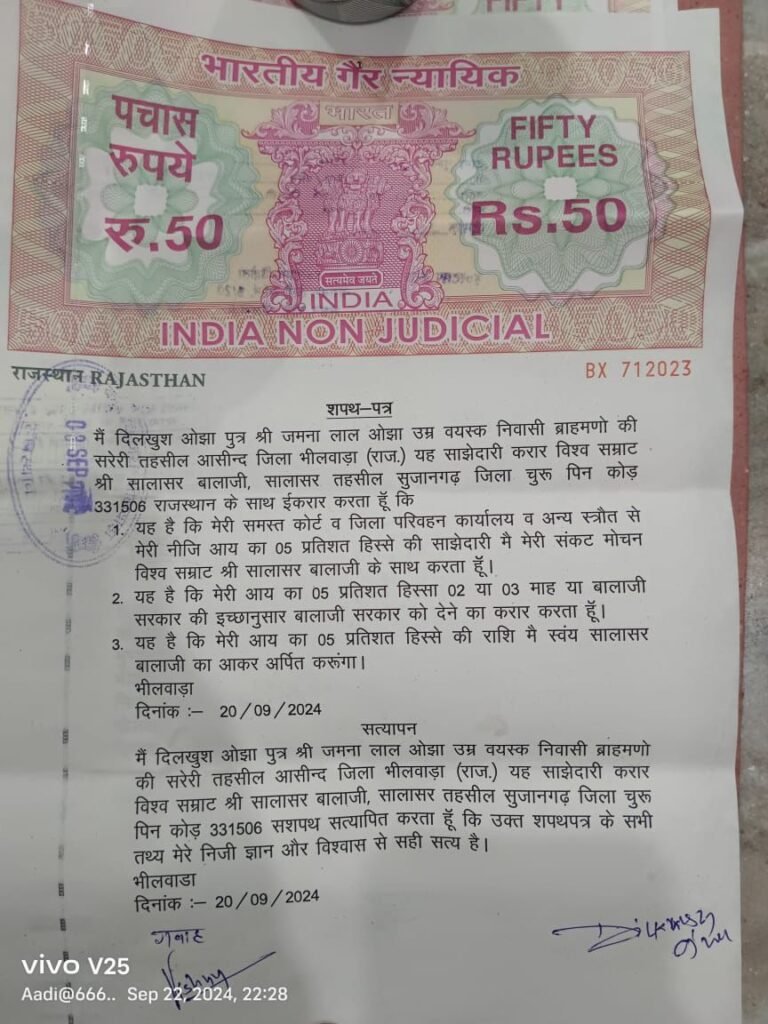 FIFTY
भारतीय गैर न्यायिक
पचास
रुपये
रु.50
भारत
FIFTY
RUPEES
Rs.50
सत्यमेव जयते
INDIA
INDIA NON JUDICIAL
राजस्थान RAJASTHAN
BX 712023
शपथ–पत्र
मैं दिलखुश ओझा पुत्र श्री जमना लाल ओझा उम्र वयस्क निवासी ब्राहमणो की
सरेरी तहसील आसीन्द जिला भीलवाड़ा (राज.) यह साझेदारी करार विश्व सम्राट
श्री सालासर बालाजी, सालासर तहसील सुजानगढ़ जिला चुरू पिन कोड़
331506 राजस्थान के साथ ईकरार करता हूॅं कि
1. यह है कि मेरी समस्त कोर्ट व जिला परिवहन कार्यालय व अन्य स्त्रौत से
मेरी नीजि आय का 05 प्रतिशत हिस्से की साझेदारी मै मेरी संकट मोचन
विश्व सम्राट श्री सालासर बालाजी के साथ करता हूॅं।
2. यह है कि मेरी आय का 05 प्रतिशत हिस्सा 02 या 03 माह या बालाजी
सरकार की इच्छानुसार बालाजी सरकार को देने का करार करता हूॅं।
3. यह है कि मेरी आय का 05 प्रतिशत हिस्से की राशि मै स्वंय सालासर
बालाजी का आकर अर्पित करूंगा।
भीलवाड़ा
दिनांक :– 20/09/2024
सत्यापन
मैं दिलखुश ओझा पुत्र श्री जमना लाल ओझा उम्र वयस्क निवासी ब्राहमणो
की सरेरी तहसील आसीन्द जिला भीलवाड़ा (राज.) यह साझेदारी करार
विश्व सम्राट श्री सालासर बालाजी, सालासर तहसील सुजानगढ़ जिला चुरू
पिन कोड़ 331506 सशपथ सत्यापित करता हूॅं कि उक्त शपथपत्र के सभी
तथ्य मेरे निजी ज्ञान और विश्वास से सही सत्य है।
भीलवाडा
दिनांक :– 20/09/2024
गवाह
Vishnu
vivo V25
Aadi@666.. Sep 22, 2024, 22:28